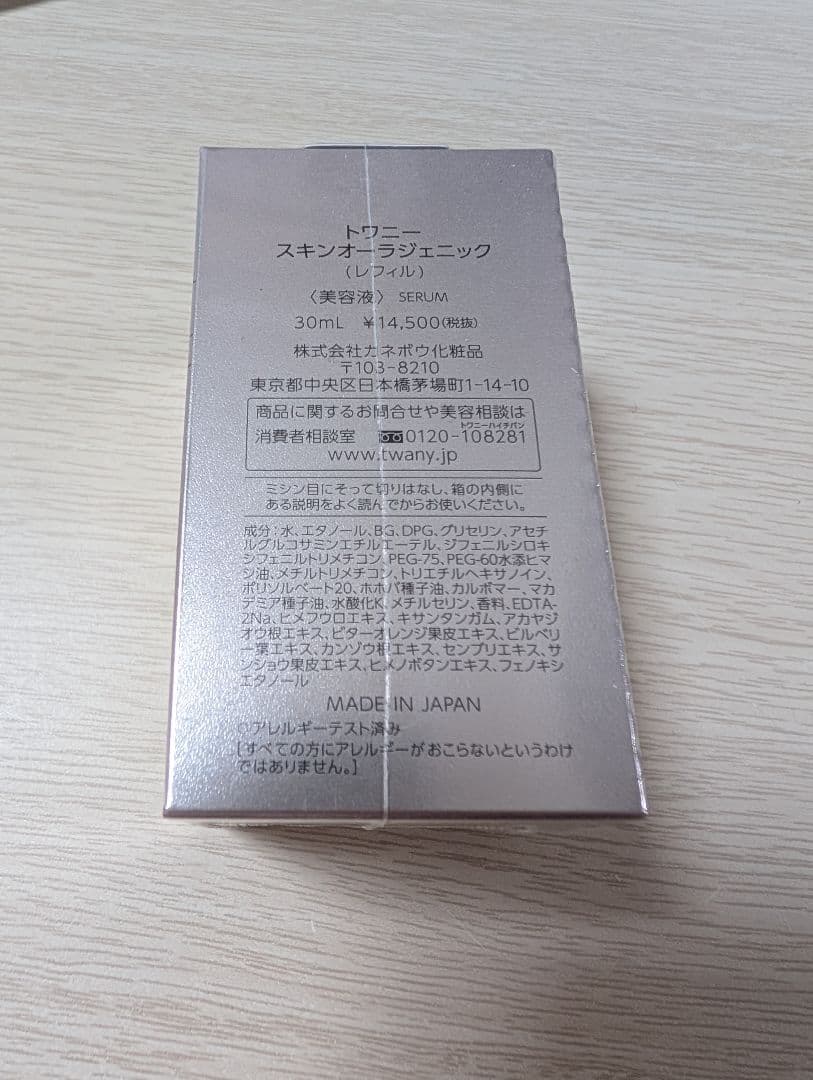 トワニー
スキンオーラジェニック
(レフィル)
〈美容液〉 SERUM
30mL ¥14,500(税抜)
株式会社カネボウ化粧品
〒103-8210
東京都中央区日本橋茅場町1-14-10
商品に関するお問合せや美容相談は
トワニーハイチバン
消費者相談室 0120-108281
www.twany.jp
ミシン目にそって切りはなし、箱の内側に
ある説明をよく読んでからお使いください。
成分:水、エタノール、BG、DPG、グリセリン、アセチ
ルグルコサミンエチルエーテル、ジフェニルシロキ
シフェニルトリメチコン、PEG-75、PEG-60水添ヒマ
シ油、メチルトリメチコン、トリエチルヘキサノイン、
ポリソルベート20、ホホバ種子油、カルボマー、マカ
デミア種子油、水酸化K、メチルセリン、香料、EDTA-
2Na、ヒメフウロエキス、キサンタンガム、アカヤジ
オウ根エキス、ビターオレンジ果皮エキス、ビルベリ
ー葉エキス、カンゾウ根エキス、センブリエキス、サ
ンショウ果皮エキス、ヒメノボタンエキス、フェノキシ
エタノール
MADE IN JAPAN
○アレルギーテスト済み
[すべての方にアレルギーがおこらないというわけ
ではありません。]